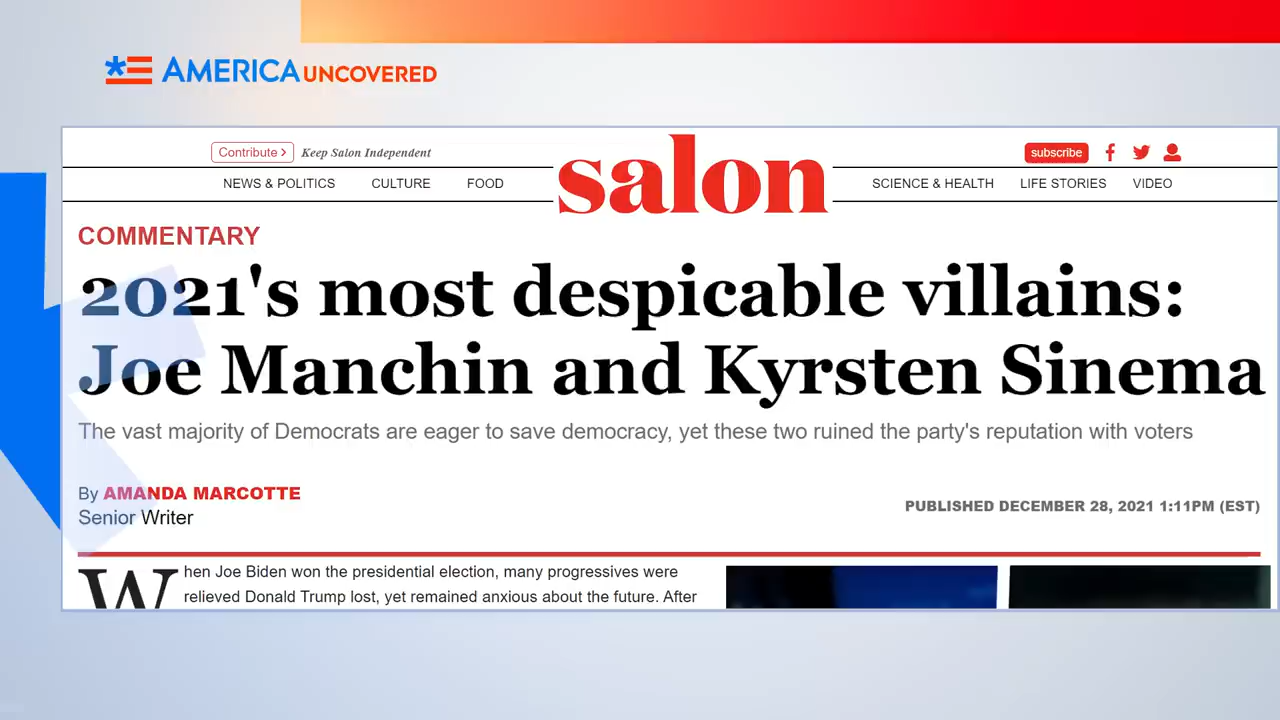 AMERICA UNCOVERED
Contribute > Keep Salon Independent
salon
subscribe
NEWS & POLITICS CULTURE FOOD
SCIENCE & HEALTH LIFE STORIES VIDEO
COMMENTARY
2021's most despicable villains:
Joe Manchin and Kyrsten Sinema
The vast majority of Democrats are eager to save democracy, yet these two ruined the party's reputation with voters
By AMANDA MARCOTTE
Senior Writer
PUBLISHED DECEMBER 28, 2021 1:11PM (EST)
When Joe Biden won the presidential election, many progressives were
relieved Donald Trump lost, yet remained anxious about the future. After